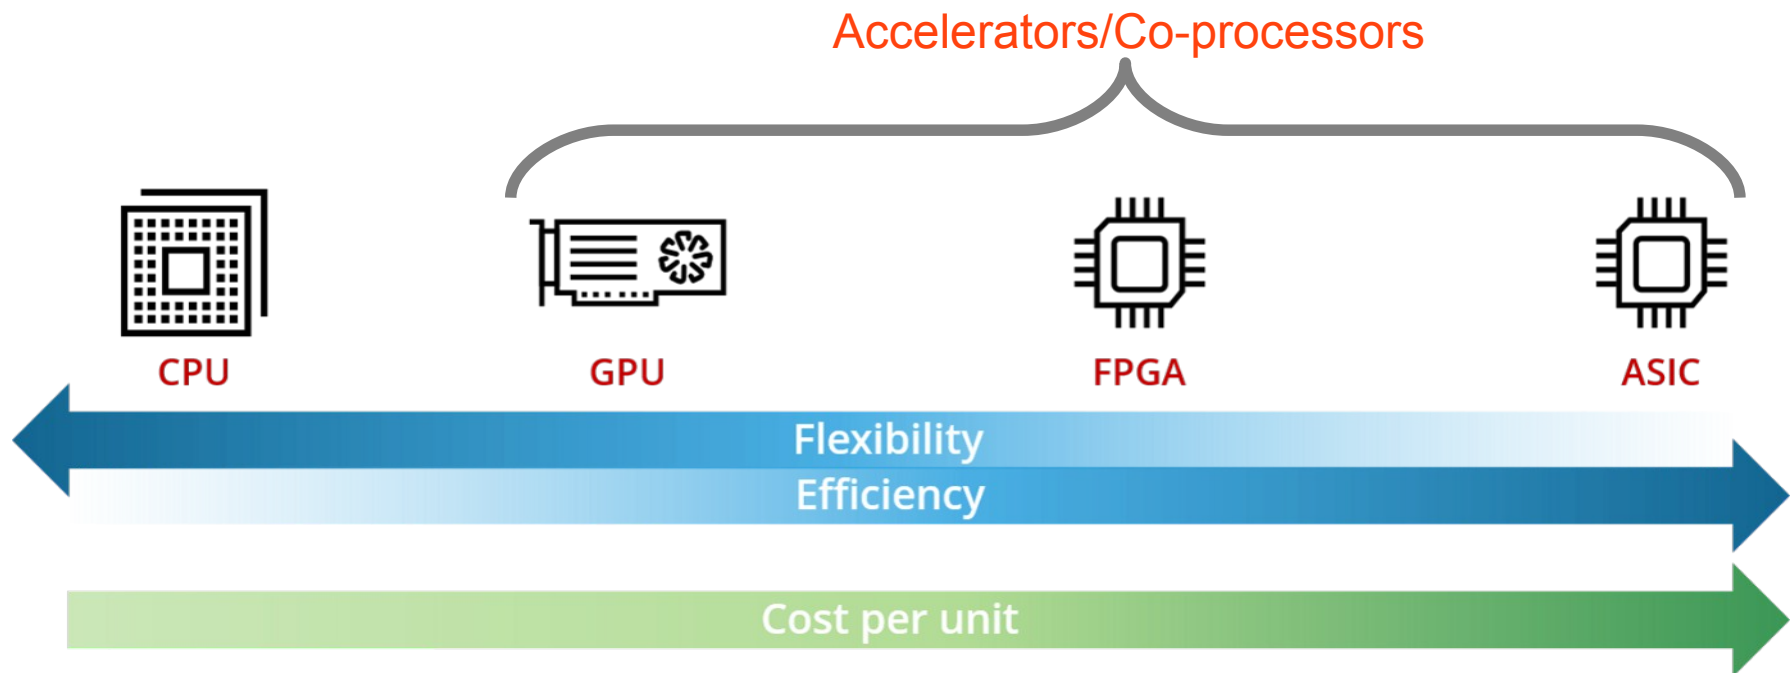 Accelerators/Co-processors
CPU
GPU
FPGA
ASIC
Flexibility
Efficiency
Cost per unit